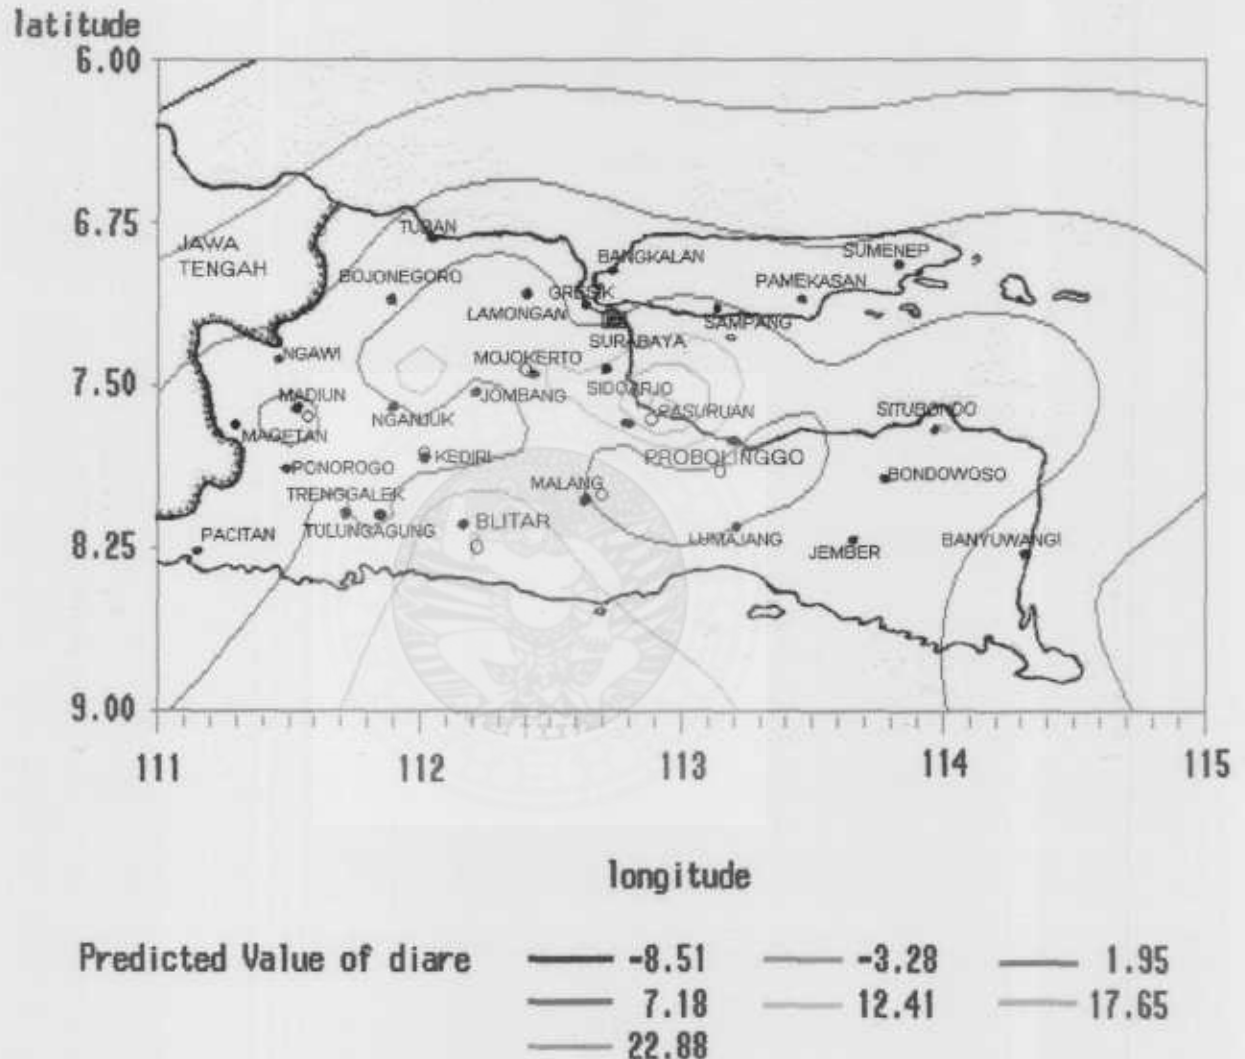 latitude
6.00
6.75
7.50
8.25
9.00
TUBAN
JAWA
TENGAH
BANGKALAN
SUMENEP
BOJONEGORO
PAMEKASAN
GRESIK
LAMONGAN
SAMPANG
SURABAYA
NGAWI
MOJOKERTO
SIDOARJO
MADIUN
JOMBANG
NGANJUK
PASURUAN
SITUBONDO
MAGETAN
KEDIRI
PROBOLINGGO
PONOROGO
BONDOWOSO
MALANG
TRENGGALEK
BLITAR
TULUNGAGUNG
PACITAN
LUMAJANG
JEMBER
BANYUWANGI
111 112 113 114 115
longitude
Predicted Value of diare -8.51 -3.28 1.95
7.18 12.41 17.65
22.88